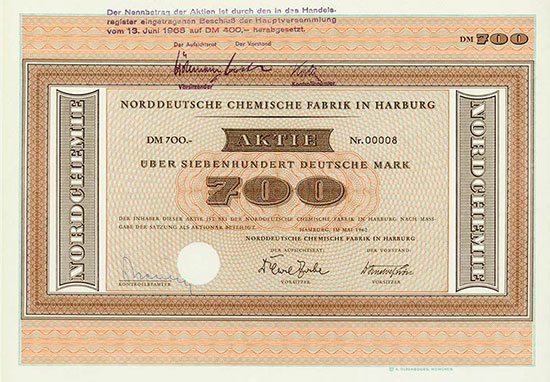 Der Nennbetrag der Aktien ist durch den in das Handels-
register eingetragenen Beschluß der Hauptversammlung
vom 13. Juni 1968 auf DM 400,— herabgesetzt.
Der Aufsichtsrat Der Vorstand
Vorsitzender Kontrollbeamter
DM 700
NORDDEUTSCHE CHEMISCHE FABRIK IN HARBURG
NORDCHEMIE
DM 700.- AKTIE Nr. 00008
ÜBER SIEBENHUNDERT DEUTSCHE MARK
700
DER INHABER DIESER AKTIE IST BEI DER NORDDEUTSCHE CHEMISCHE FABRIK IN HARBURG NACH MASS-
GABE DER SATZUNG ALS AKTIONÄR BETEILIGT.
HAMBURG, IM MAI 1962
NORDDEUTSCHE CHEMISCHE FABRIK IN HARBURG
DER AUFSICHTSRAT DER VORSTAND
KONTROLLBEAMTER VORSITZER VORSITZER
NORDCHEMIE